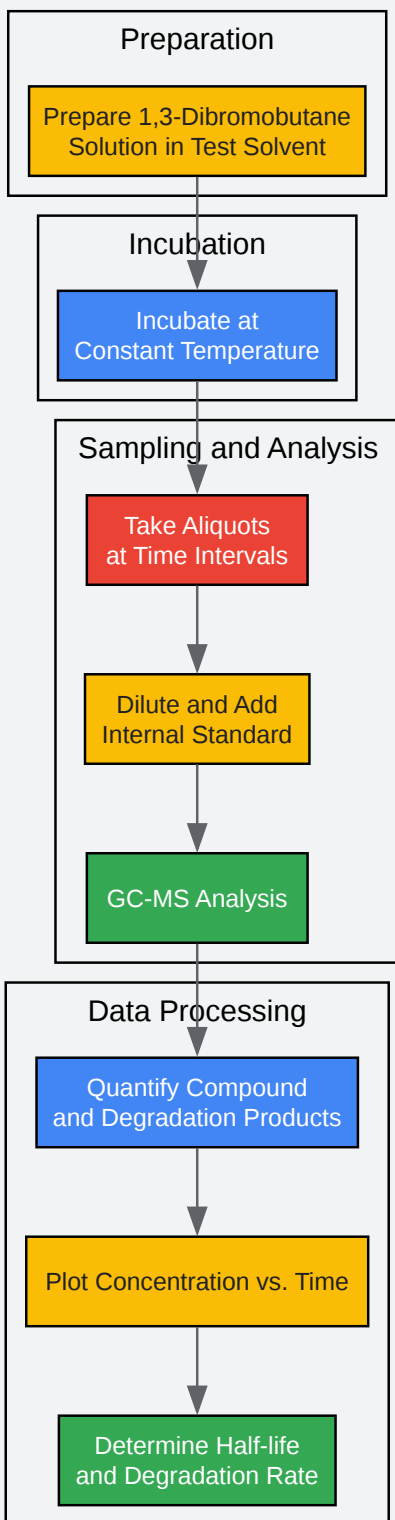 Preparation
Prepare 1,3-Dibromobutane
Solution in Test Solvent
Incubation
Incubate at
Constant Temperature
Sampling and Analysis
Take Aliquots
at Time Intervals
Dilute and Add
Internal Standard
GC-MS Analysis
Data Processing
Quantify Compound
and Degradation Products
Plot Concentration vs. Time
Determine Half-life
and Degradation Rate